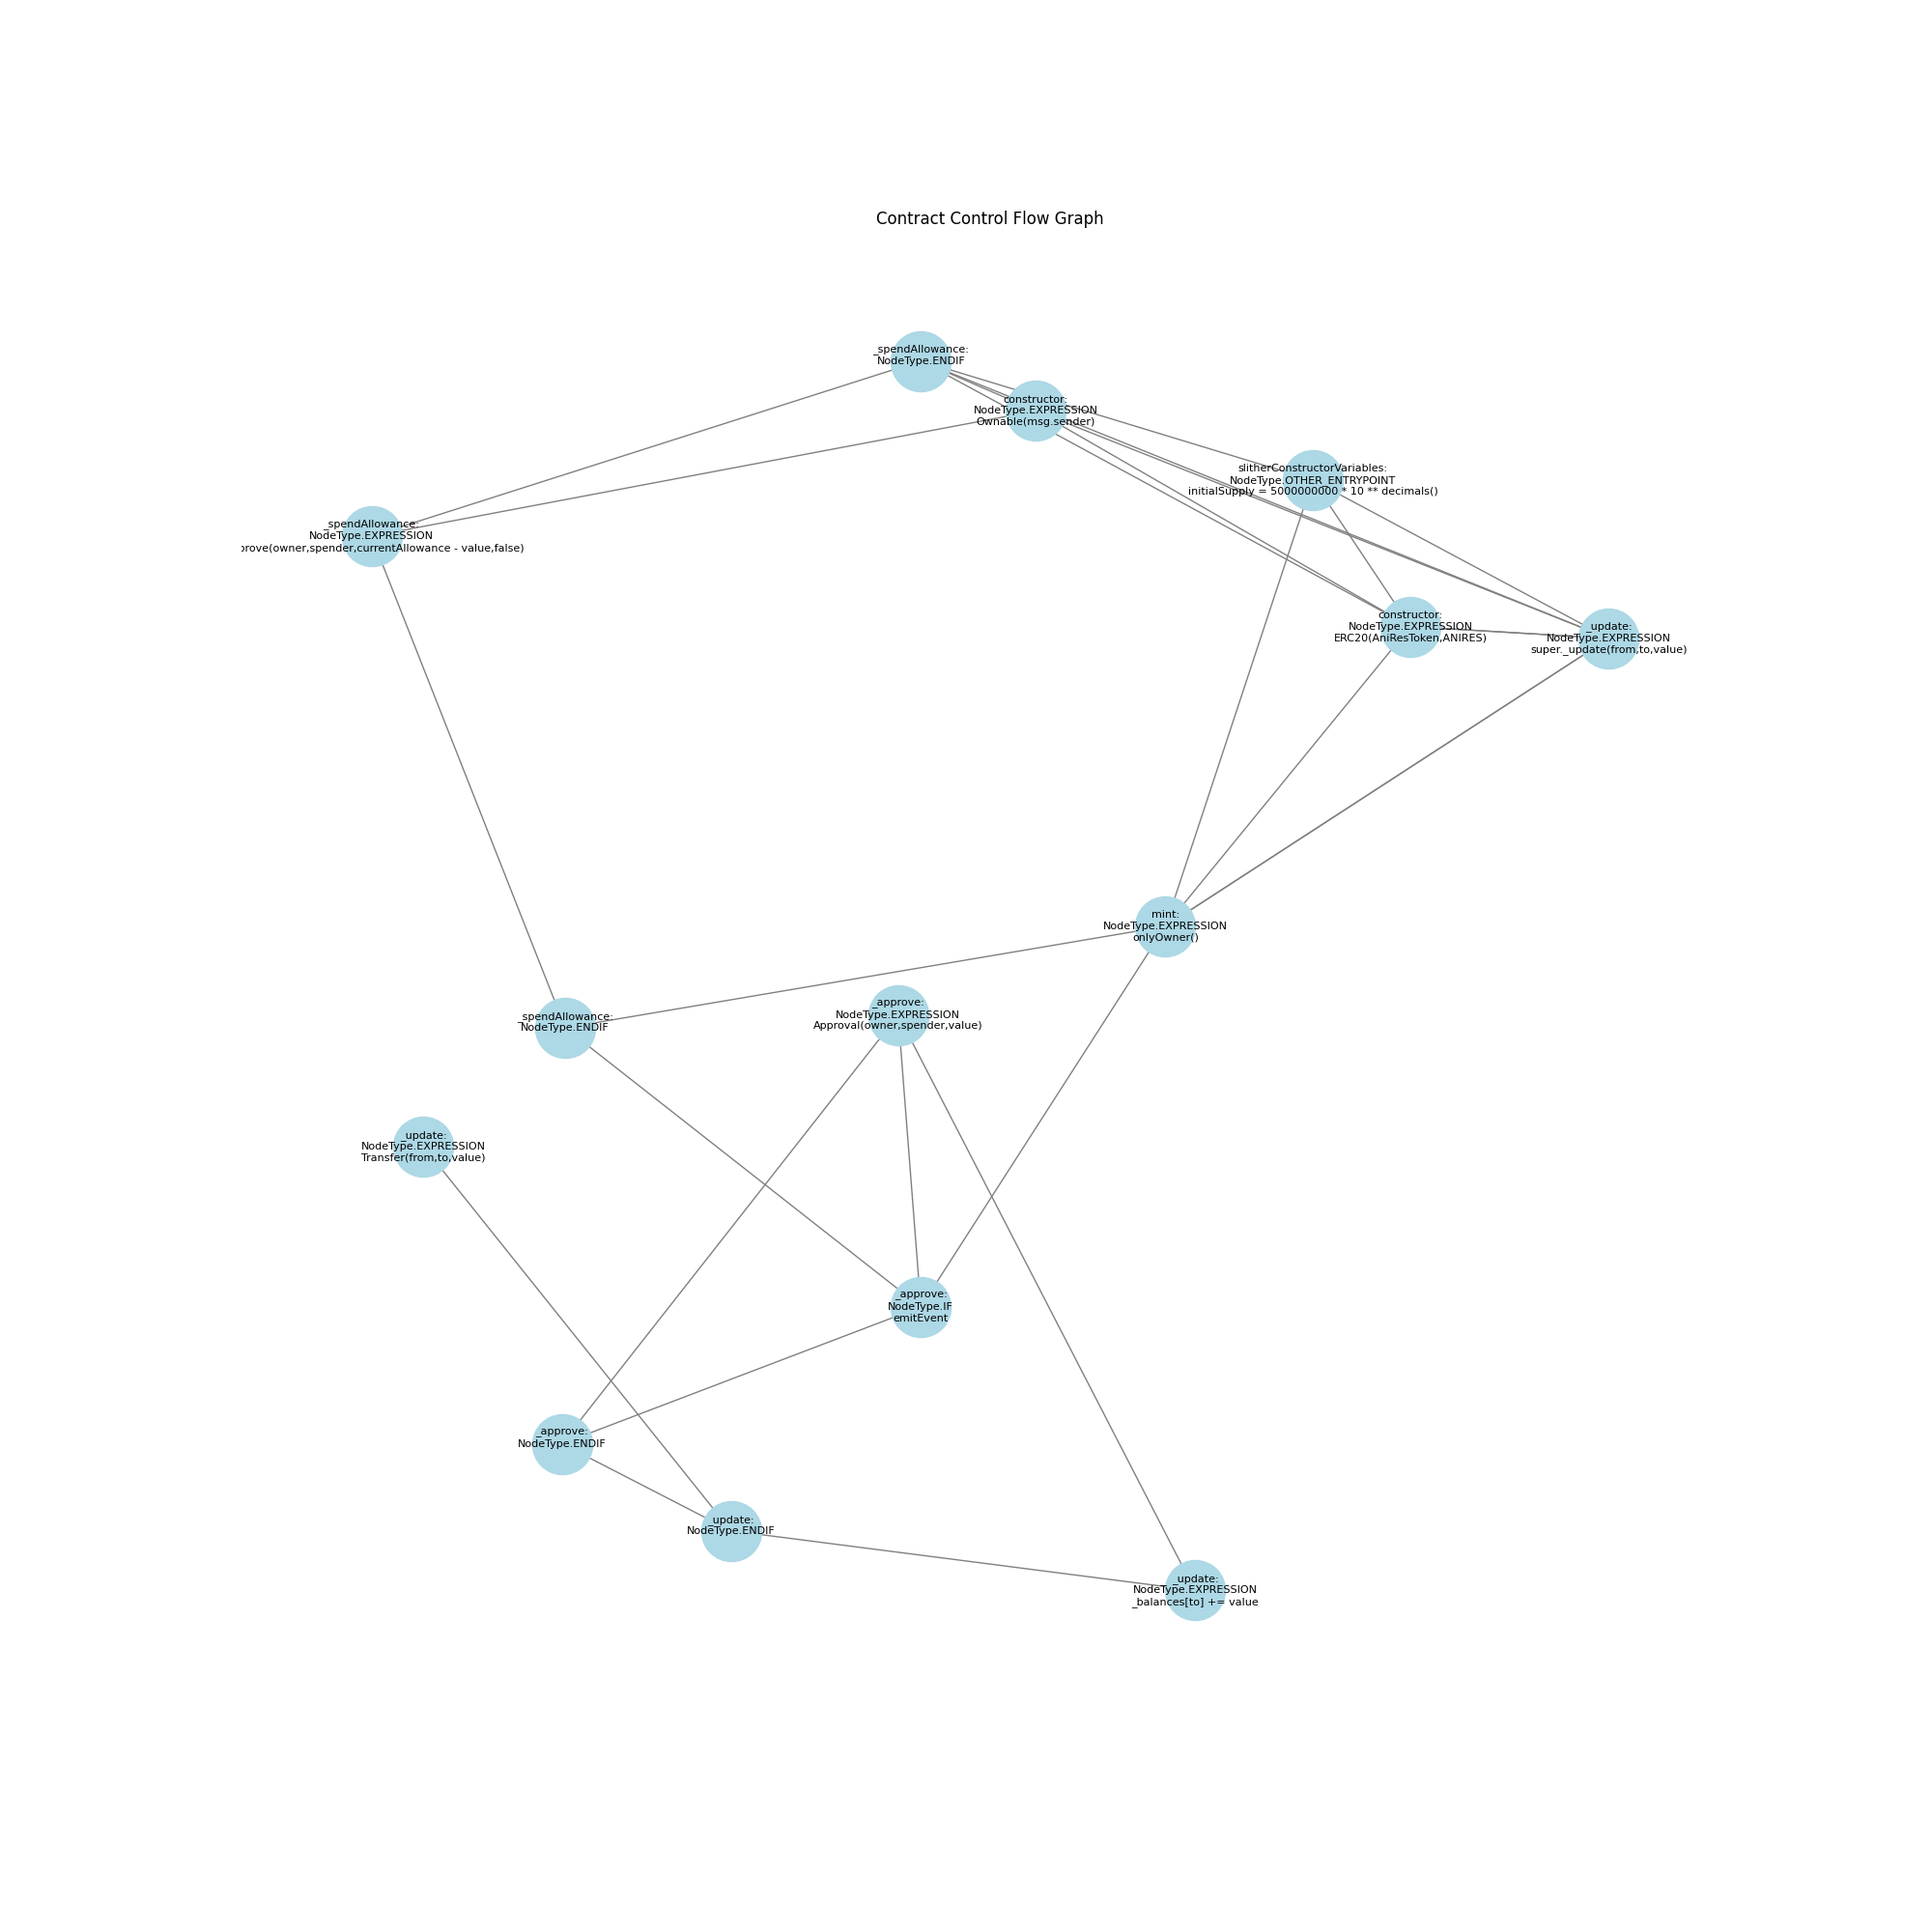 Contract Control Flow Graph
_spendAllowance:
NodeType.ENDIF
constructor:
NodeType.EXPRESSION
Ownable(msg.sender)
slitherConstructorVariables:
NodeType.OTHER_ENTRYPOINT
initialSupply = 5000000000 * 10 ** decimals()
_spendAllowance:
NodeType.EXPRESSION
prove(owner,spender,currentAllowance - value,false)
constructor:
NodeType.EXPRESSION
ERC20(AniResToken,ANIRES)
_update:
NodeType.EXPRESSION
super._update(from,to,value)
mint:
NodeType.EXPRESSION
onlyOwner()
_spendAllowance:
NodeType.ENDIF
_approve:
NodeType.EXPRESSION
Approval(owner,spender,value)
_update:
NodeType.EXPRESSION
Transfer(from,to,value)
_approve:
NodeType.IF
emitEvent
_approve:
NodeType.ENDIF
_update:
NodeType.ENDIF
_update:
NodeType.EXPRESSION
_balances[to] += value